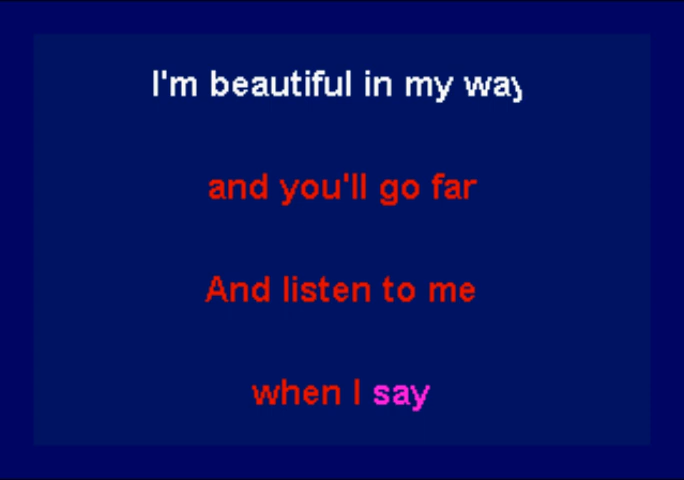 I'm beautiful in my way
and you'll go far
And listen to me
when I say